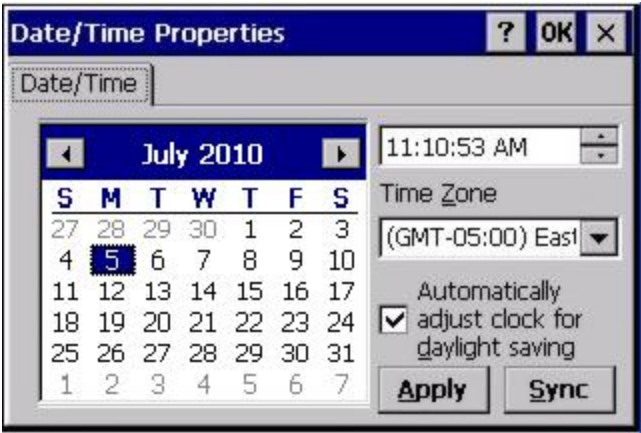 Date/Time Properties ? OK ×
Date/Time
July 2010
S M T W T F S
27 28 29 30 1 2 3
4 5 6 7 8 9 10
11 12 13 14 15 16 17
18 19 20 21 22 23 24
25 26 27 28 29 30 31
1 2 3 4 5 6 7
11:10:53 AM
Time Zone
(GMT-05:00) East
Automatically
adjust clock for
daylight saving
Apply Sync